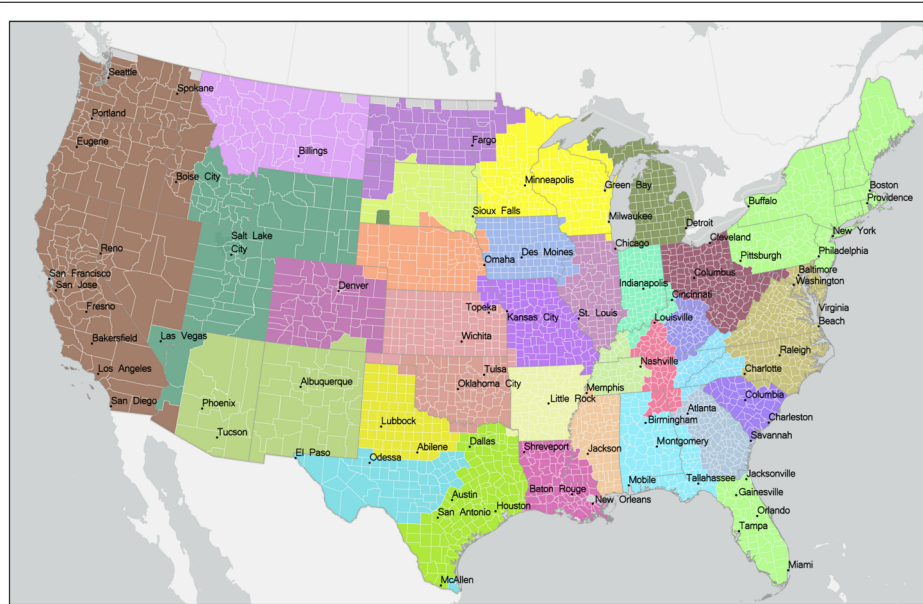 Seattle
Spokane
Portland
Eugene
Billings
Fargo
Boise City
Minneapolis
Green Bay
Sioux Falls
Milwaukee
Detroit
Buffalo
Boston
Providence
New York
Reno
Salt Lake
City
Omaha
Des Moines
Chicago
Cleveland
Pittsburgh
Philadelphia
Baltimore
Washington
San Francisco
San Jose
Denver
Columbus
Indianapolis
Cincinnati
Fresno
Topeka
Kansas City
St. Louis
Louisville
Virginia
Beach
Bakersfield
Las Vegas
Wichita
Nashville
Raleigh
Los Angeles
Tulsa
Charlotte
Albuquerque
Oklahoma City
Memphis
San Diego
Phoenix
Little Rock
Atlanta
Columbia
Tucson
Lubbock
Birmingham
Charleston
El Paso
Odessa
Abilene
Dallas
Shreveport
Jackson
Montgomery
Savannah
Austin
Baton Rouge
Mobile
Tallahassee
Jacksonville
San Antonio
Houston
New Orleans
Gainesville
Orlando
Tampa
McAllen
Miami